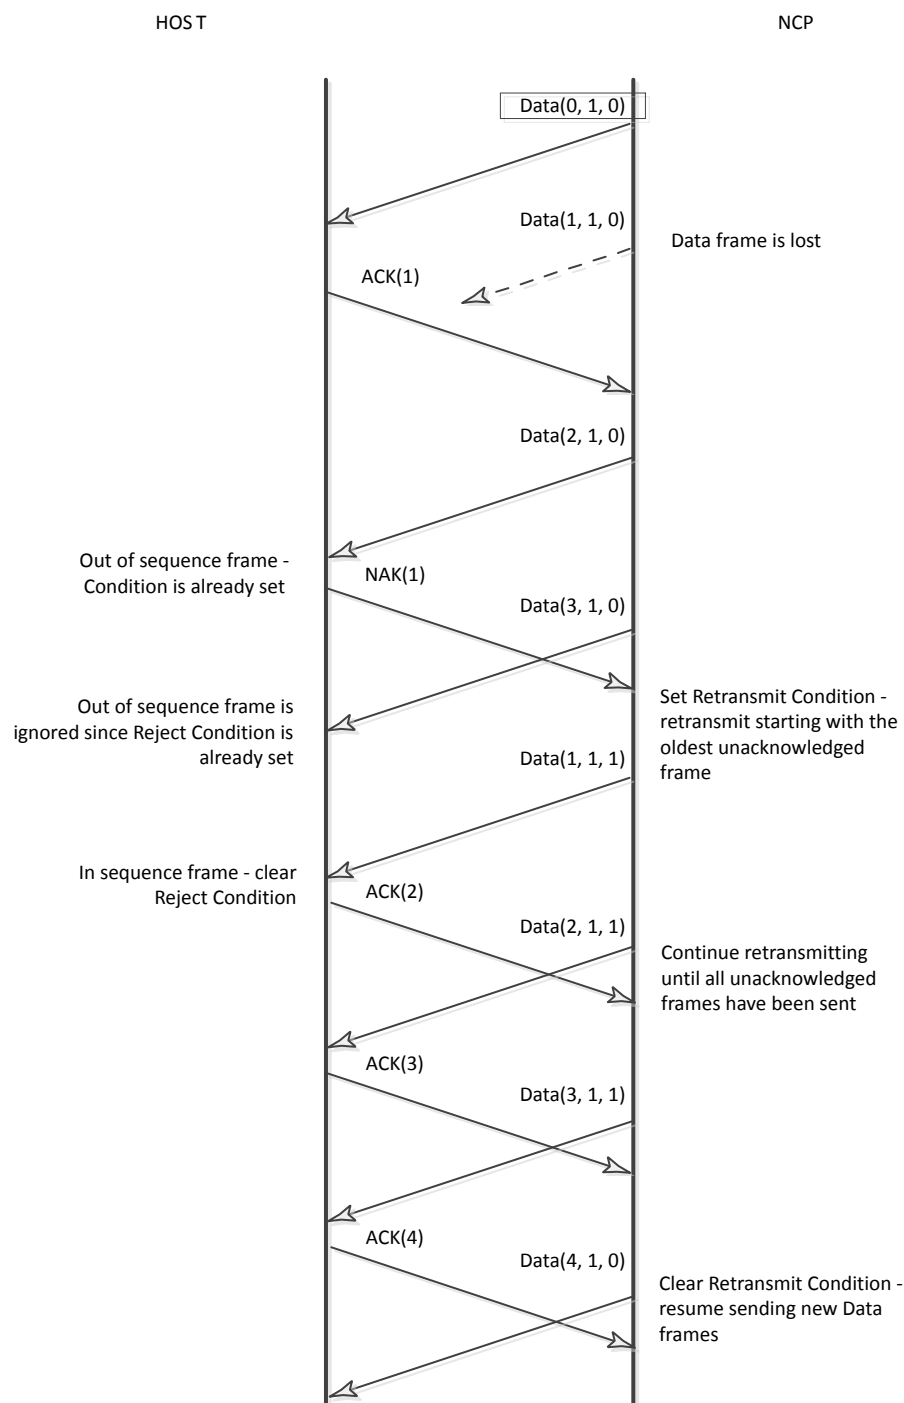 HOST
NCP
Data(0, 1, 0)
Data(1, 1, 0)
Data frame is lost
ACK(1)
Data(2, 1, 0)
Out of sequence frame -
Condition is already set
NAK(1)
Data(3, 1, 0)
Out of sequence frame is
ignored since Reject Condition is
already set
Set Retransmit Condition -
retransmit starting with the
oldest unacknowledged
frame
Data(1, 1, 1)
In sequence frame - clear
Reject Condition
ACK(2)
Data(2, 1, 1)
Continue retransmitting
until all unacknowledged
frames have been sent
ACK(3)
Data(3, 1, 1)
ACK(4)
Data(4, 1, 0)
Clear Retransmit Condition -
resume sending new Data
frames